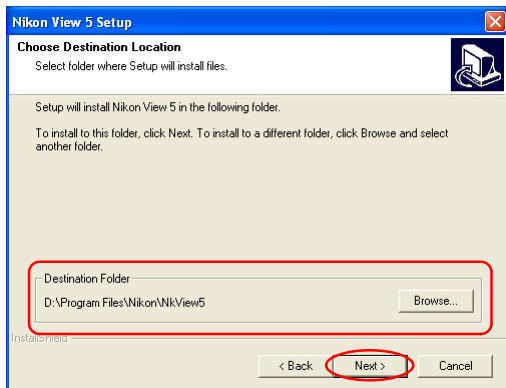 Nikon View 5 Setup
Choose Destination Location
Select folder where Setup will install files.
Setup will install Nikon View 5 in the following folder.
To install to this folder, click Next. To install to a different folder, click Browse and select
another folder.
Destination Folder
D:\Program Files\Nikon\NkView5
Browse...
InstallShield
< Back
Next >
Cancel